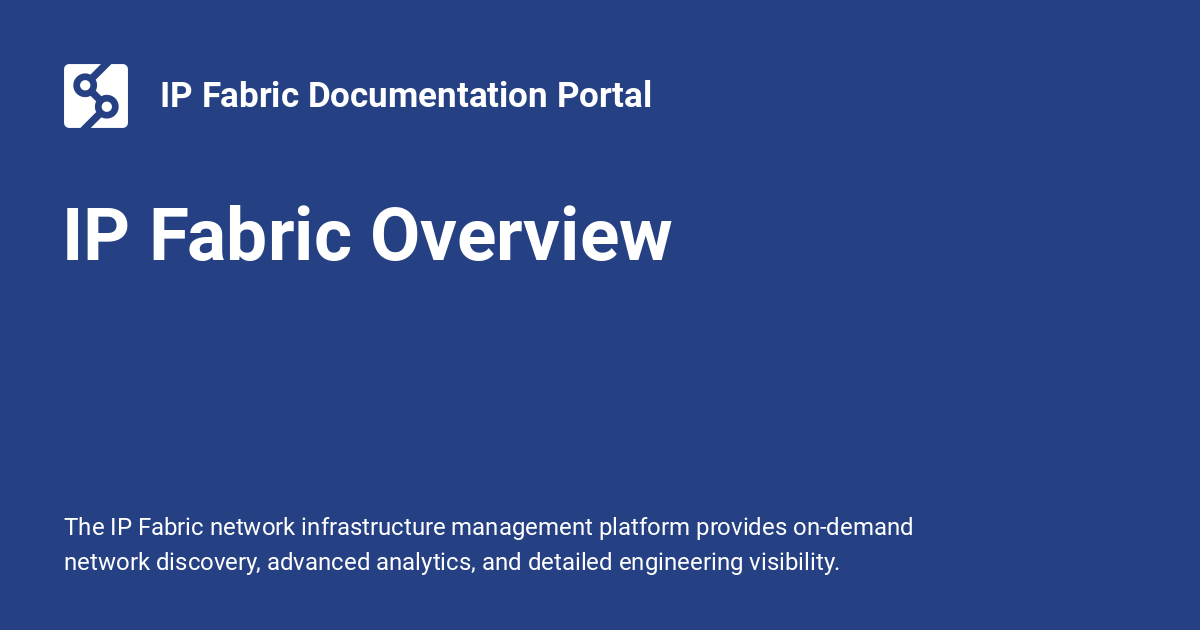 IP Fabric Documentation Portal
IP Fabric Overview
The IP Fabric network infrastructure management platform provides on-demand
network discovery, advanced analytics, and detailed engineering visibility.